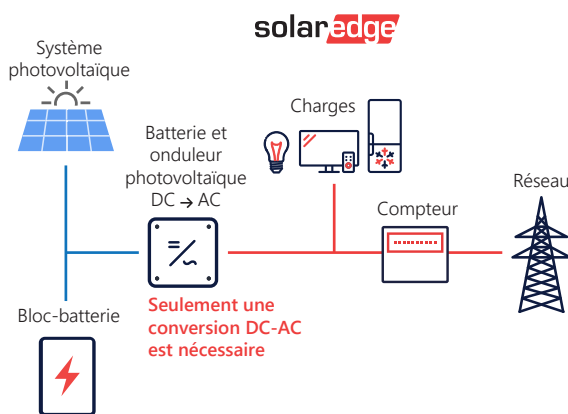 solaredge
Système
photovoltaïque
Batterie et
onduleur
photovoltaïque
DC → AC
Charges
Compteur
Réseau
Bloc-batterie
Seulement une
conversion DC-AC
est nécessaire